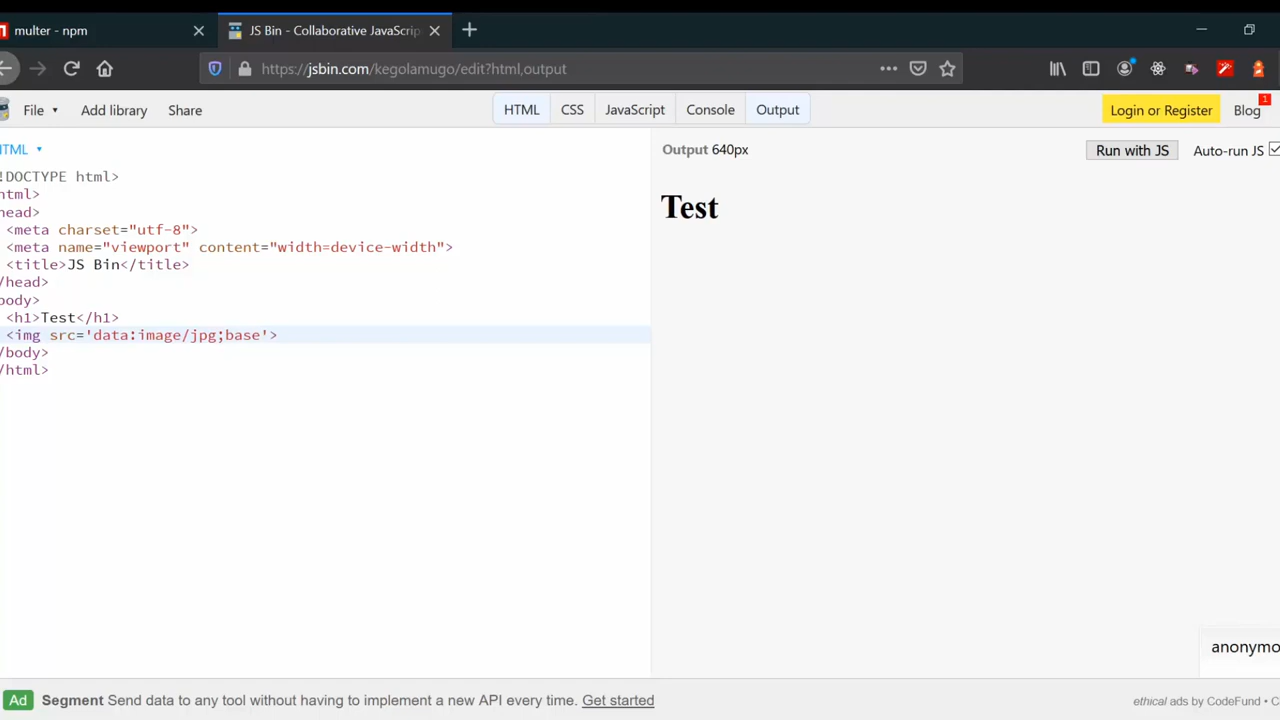 multer - npm
JS Bin - Collaborative JavaScrip
https://jsbin.com/kegolamugo/edit?html,output
File
Add library
Share
HTML
CSS
JavaScript
Console
Output
Login or Register
Blog
1
HTML
Output 640px
Run with JS
Auto-run JS
!DOCTYPE html>
html>
head>
<meta charset="utf-8">
<meta name="viewport" content="width=device-width">
<title>JS Bin</title>
/head>
body>
<h1>Test</h1>
<img src='data:image/jpg;base'>
/body>
/html>
Test
anonymo
Ad
Segment Send data to any tool without having to implement a new API every time. Get started
ethical ads by CodeFund • C